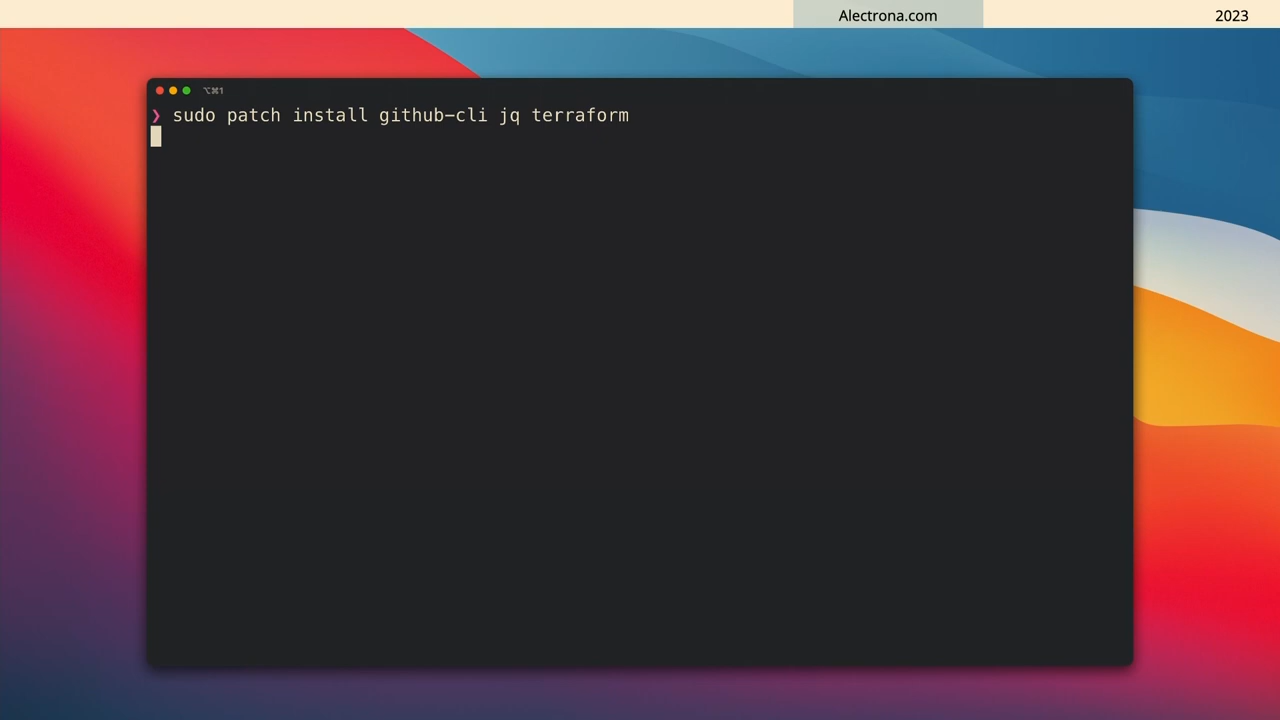 Alectrona.com
2023
⌥⌘1
❯ sudo patch install github-cli jq terraform